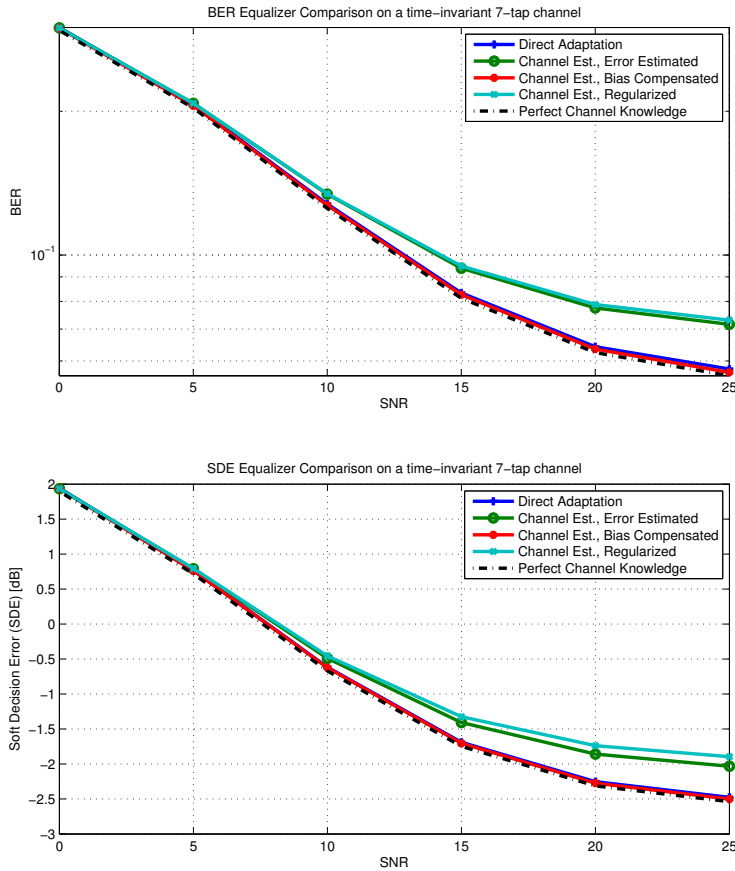 BER Equalizer Comparison on a time−invariant 7−tap channel
Direct Adaptation
Channel Est., Error Estimated
Channel Est., Bias Compensated
Channel Est., Regularized
Perfect Channel Knowledge
BER
10−1
0 5 10 15 20 25
SNR
SDE Equalizer Comparison on a time−invariant 7−tap channel
Direct Adaptation
Channel Est., Error Estimated
Channel Est., Bias Compensated
Channel Est., Regularized
Perfect Channel Knowledge
Soft Decision Error (SDE) [dB]
2
1.5
1
0.5
0
−0.5
−1
−1.5
−2
−2.5
−3
0 5 10 15 20 25
SNR